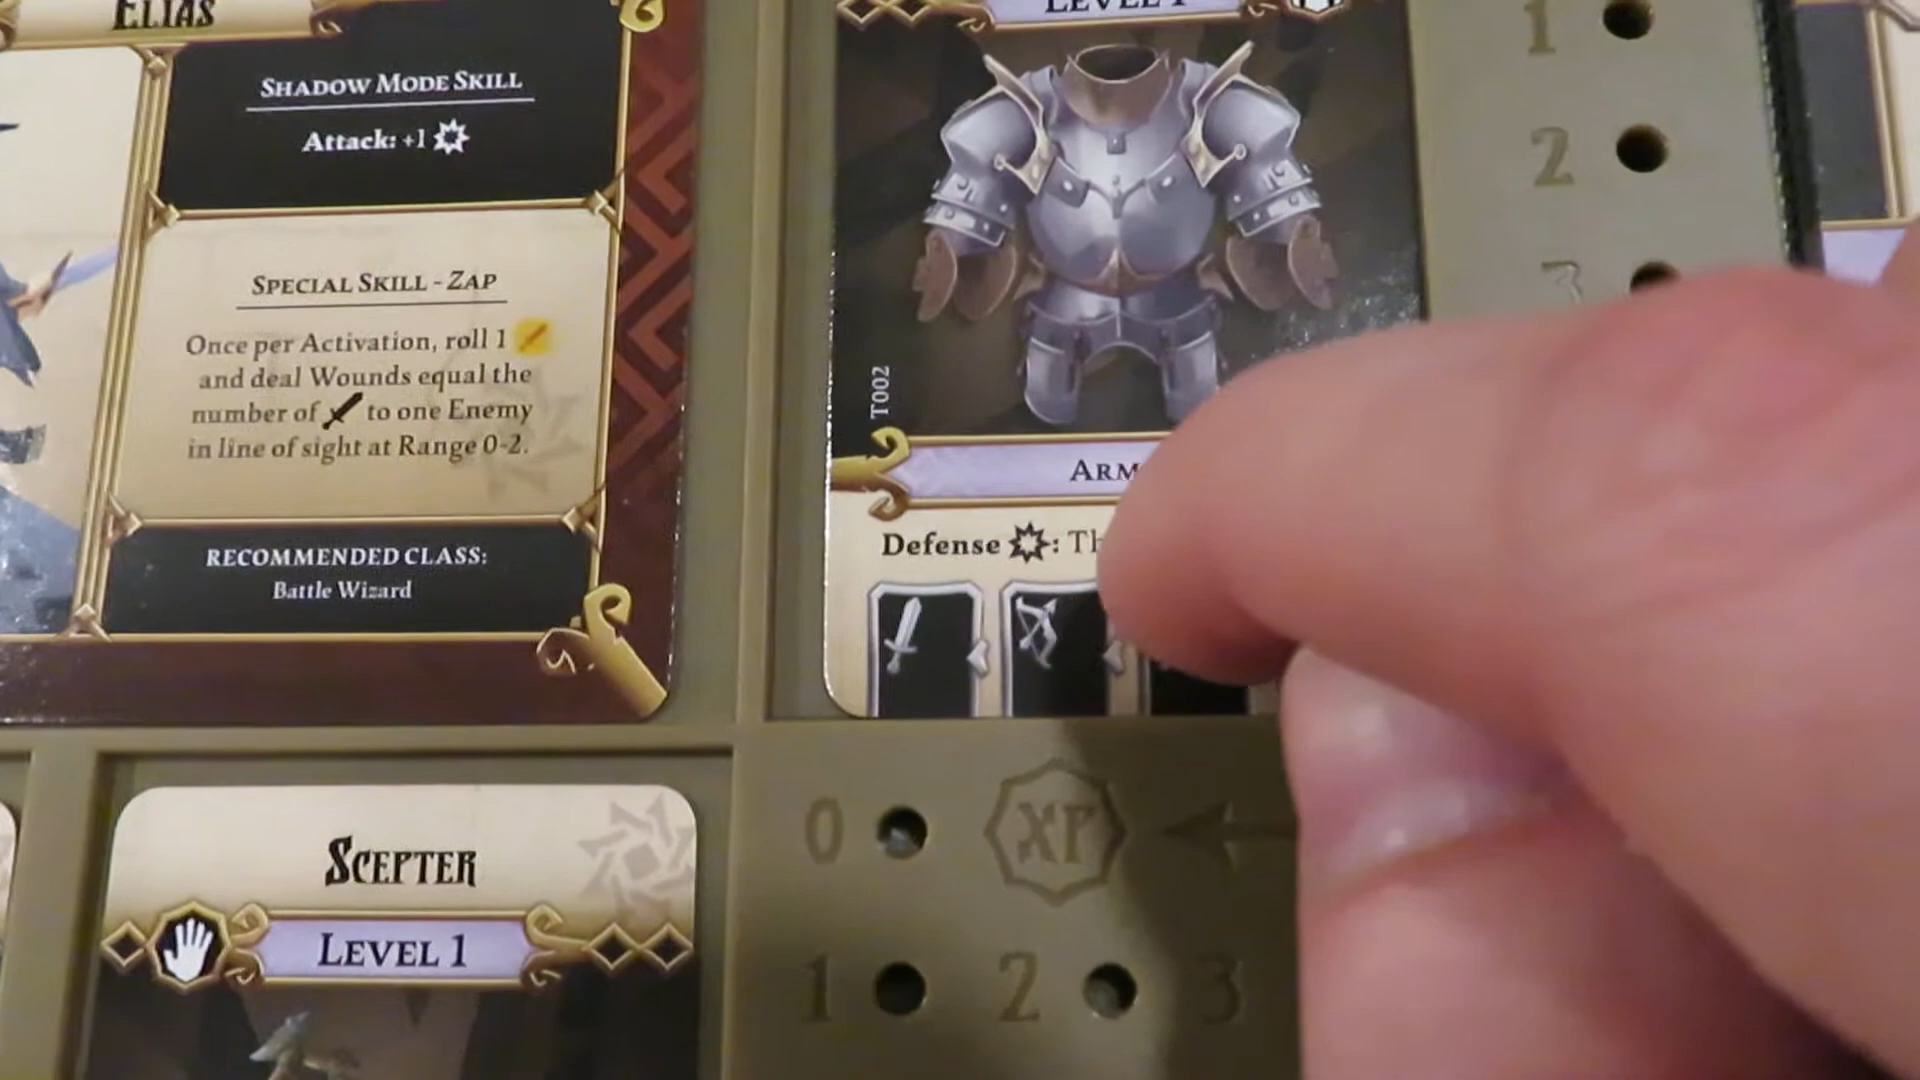 ELIAS
SHADOW MODE SKILL
Attack: +1
SPECIAL SKILL - ZAP
Once per Activation, roll 1
and deal Wounds equal the
number of to one Enemy
in line of sight at Range 0-2.
RECOMMENDED CLASS:
Battle Wizard
LEVEL 1
T002
Defense :
1
2
3
SCEPTER
LEVEL 1
0 XP
1 2 3